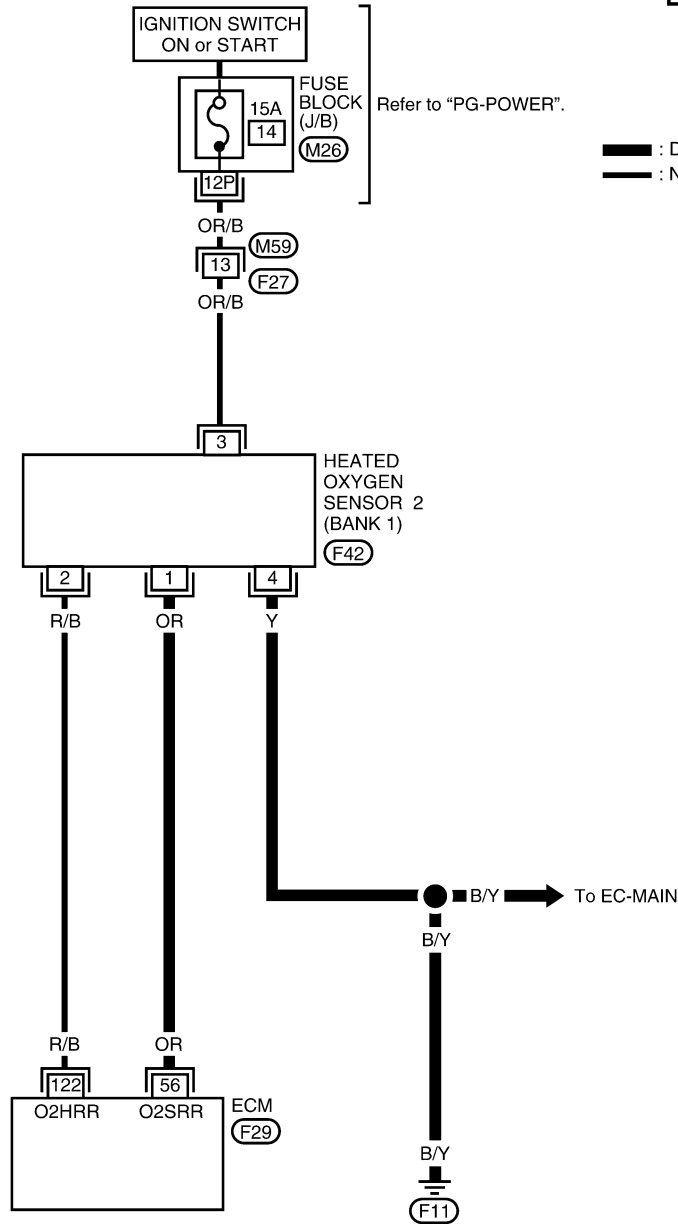 IGNITION SWITCH
ON or START
FUSE
BLOCK
(J/B)
15A
14
M26
Refer to “PG-POWER”.
: D
: N
12P
OR/B
M59
13
F27
OR/B
3
HEATED
OXYGEN
SENSOR 2
(BANK 1)
F42
2
1
4
R/B
OR
Y
B/Y
To EC-MAIN
B/Y
R/B
OR
122
56
O2HRR
O2SRR
ECM
F29
B/Y
F11